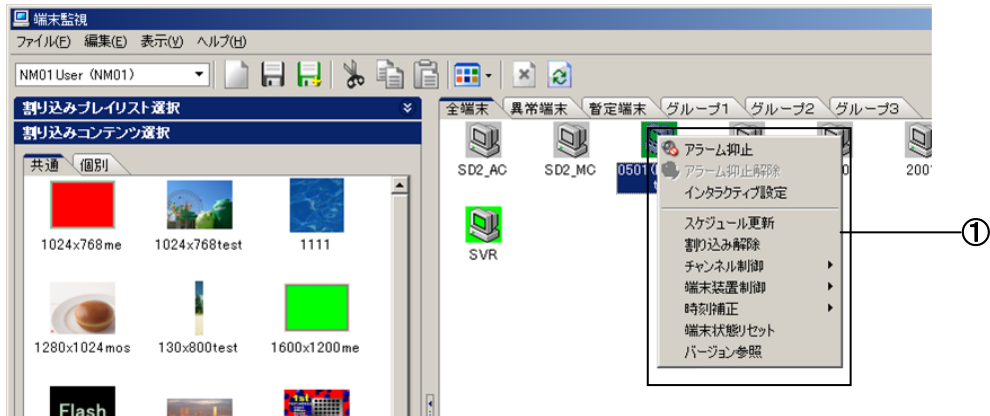 端末監視
ファイル(F) 編集(E) 表示(V) ヘルプ(H)
NM01 User (NM01)
割り込みプレイリスト選択
割り込みコンテンツ選択
共通 個別
1024x768me 1024x768test 1111
1280x1024mos 130x800test 1600x1200me
Flash
1st
全端末 異常端末 暫定端末 グループ1 グループ2 グループ3
SD2_AC SD2_MC 0501
SVR
アラーム抑止
アラーム抑止解除
インタラクティブ設定
スケジュール更新
割り込み解除
チャンネル制御
端末装置制御
時刻補正
端末状態リセット
バージョン参照
①